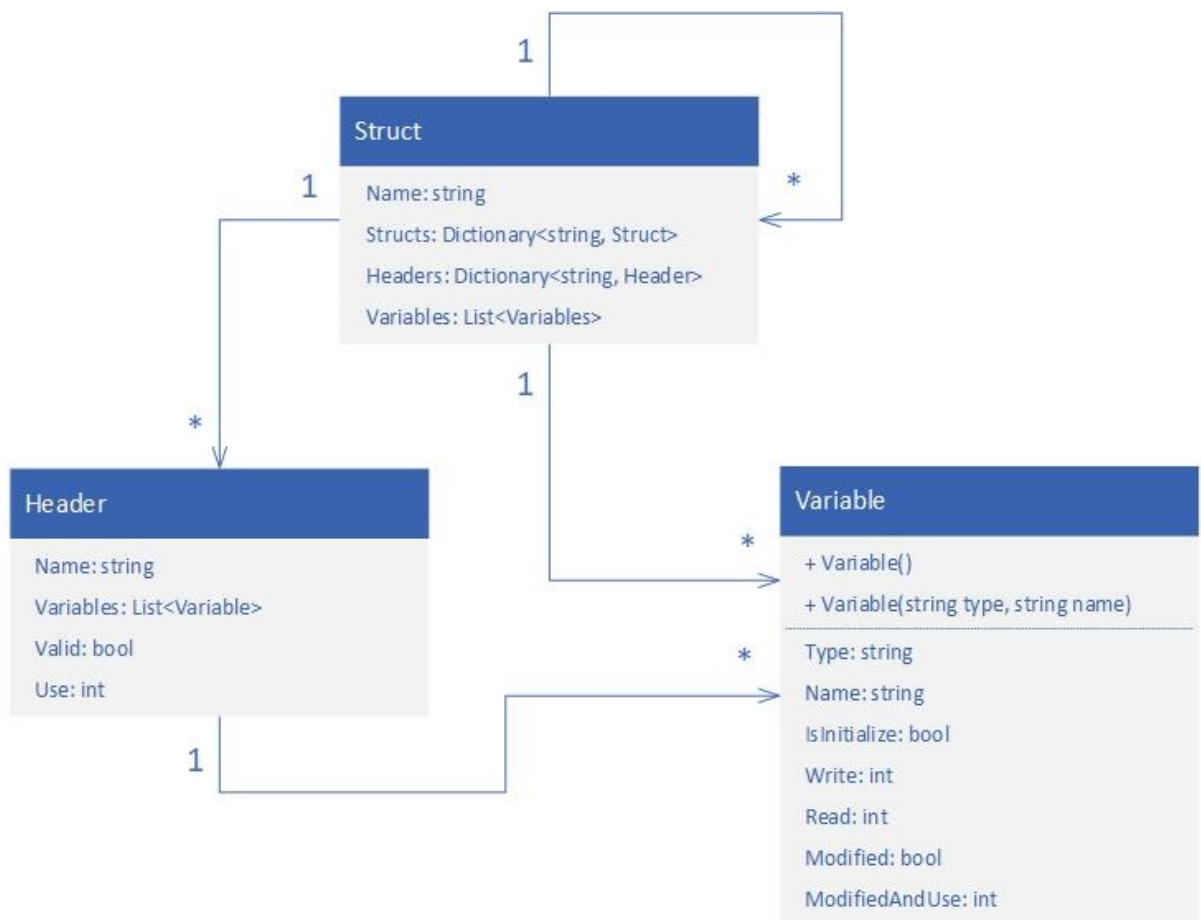 1
Struct
1
*
Name: string
Structs: Dictionary<string, Struct>
Headers: Dictionary<string, Header>
Variables: List<Variables>
1
*
Header
Name: string
Variables: List<Variable>
Valid: bool
Use: int
1
*
*
Variable
+ Variable()
+ Variable(string type, string name)
Type: string
Name: string
IsInitialize: bool
Write: int
Read: int
Modified: bool
ModifiedAndUse: int